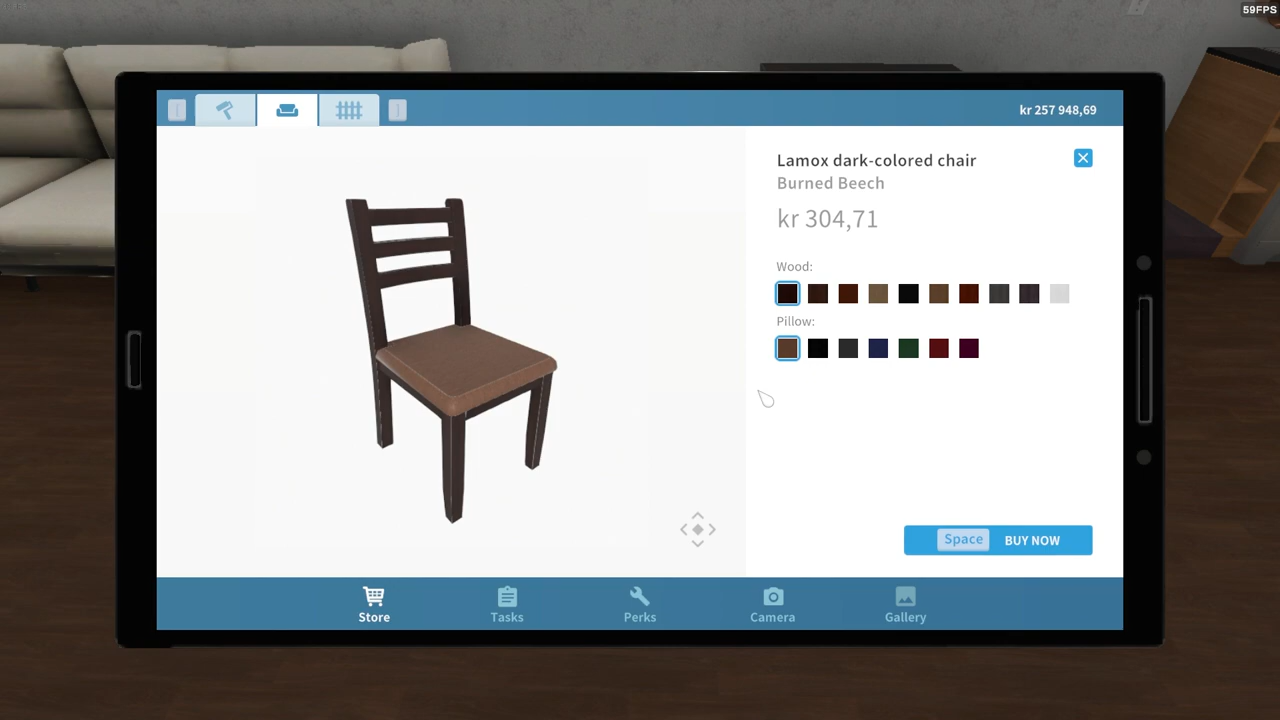 59FPS
kr 257 948,69
Lamox dark-colored chair
Burned Beech
kr 304,71
Wood:
Pillow:
Space BUY NOW
Store Tasks Perks Camera Gallery